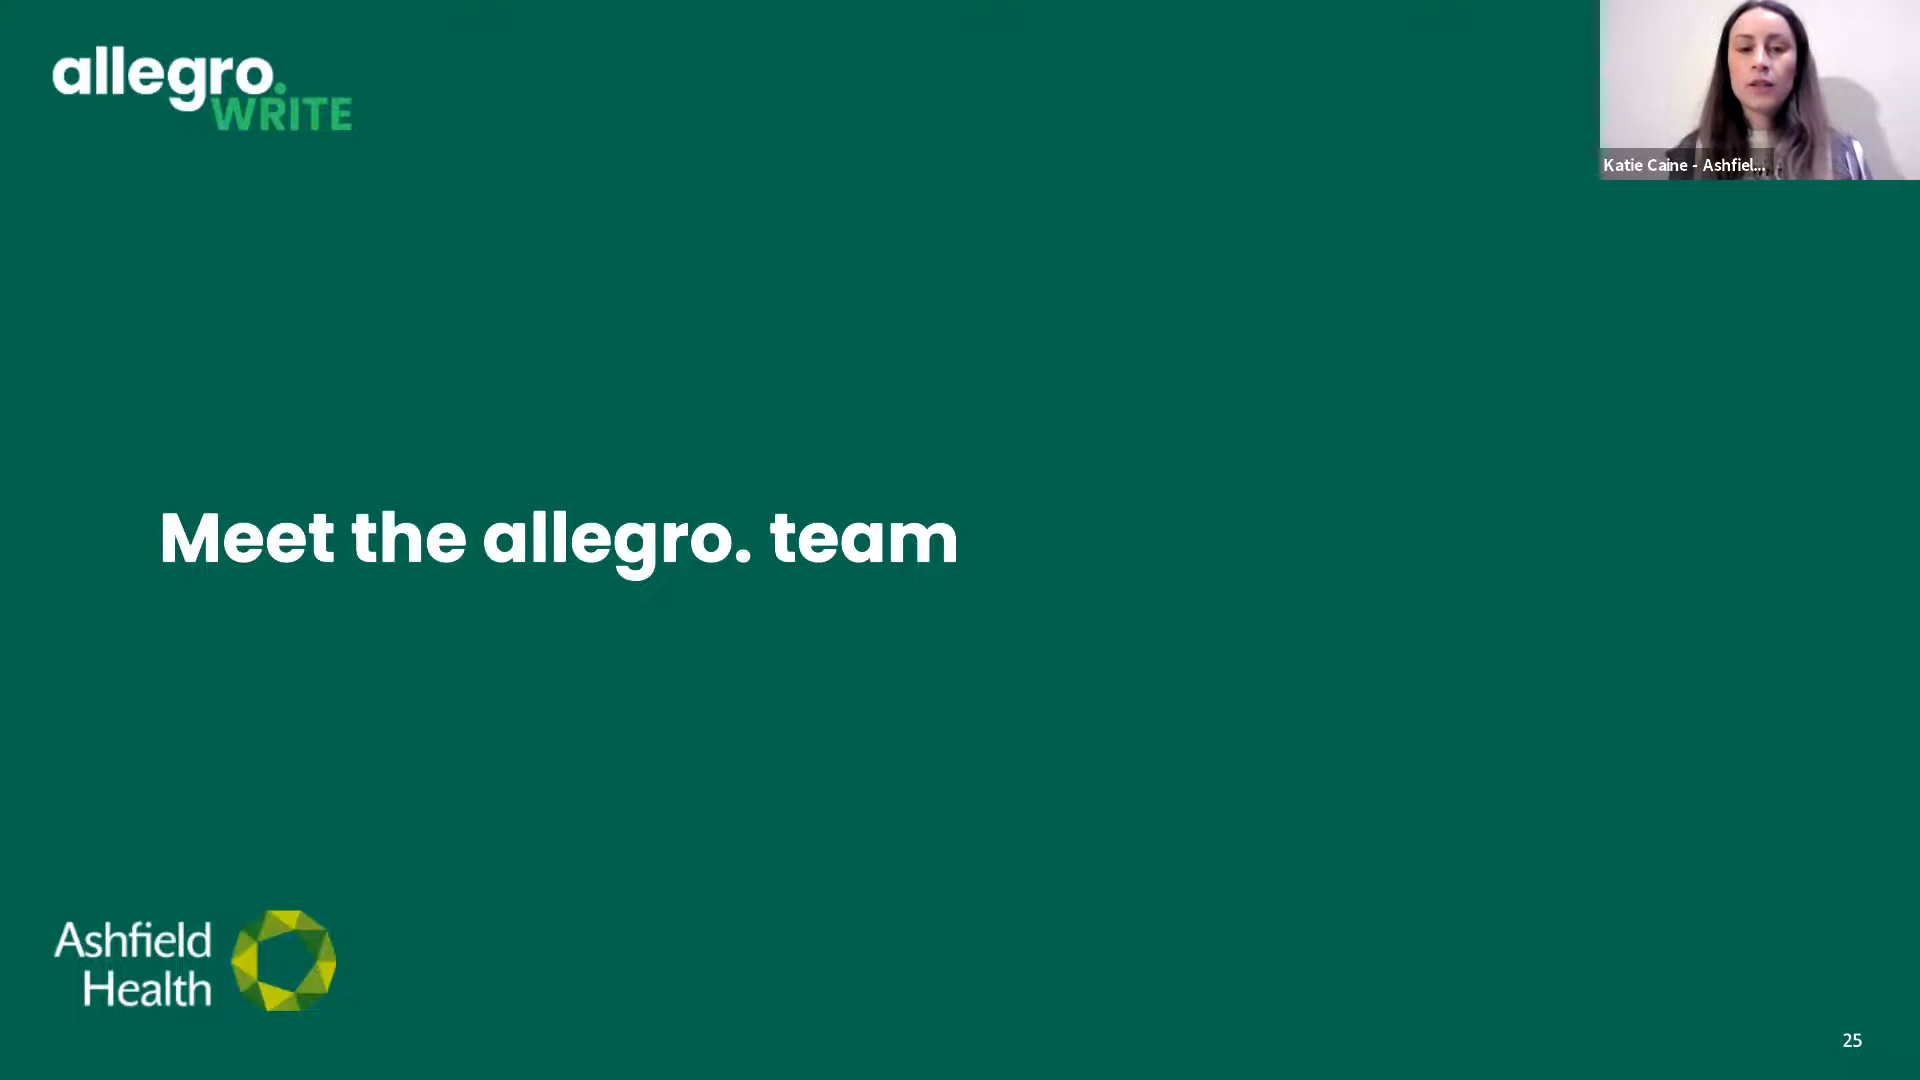 allegro.
WRITE
Katie Caine - Ashfiel...
Meet the allegro. team
Ashfield
Health
25